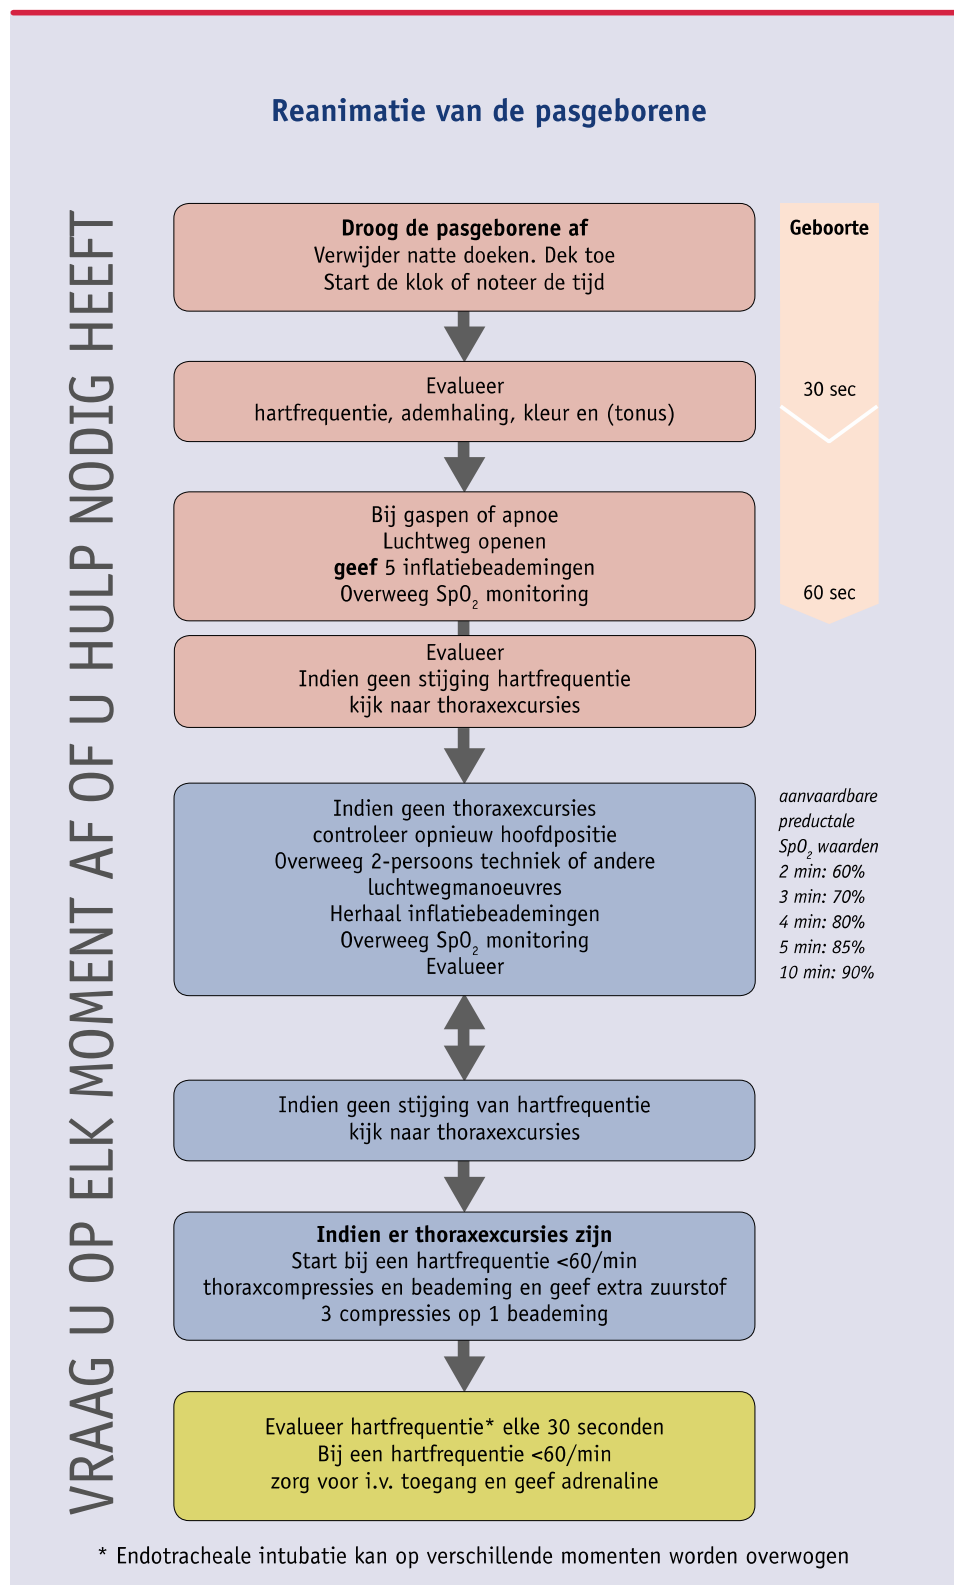 Reanimatie van de pasgeborene
VRAAG U OP ELK MOMENT AF OF U HULP NODIG HEEFT
Droog de pasgeborene af
Verwijder natte doeken. Dek toe
Start de klok of noteer de tijd
Geboorte
Evalueer
hartfrequentie, ademhaling, kleur en (tonus)
30 sec
Bij gaspen of apnoe
Luchtweg openen
geef 5 inflatiebeademingen
Overweeg SpO2 monitoring
60 sec
Evalueer
Indien geen stijging hartfrequentie
kijk naar thoraxexcursies
Indien geen thoraxexcursies
controleer opnieuw hoofdpositie
Overweeg 2-persoons techniek of andere
luchtwegmanoeuvres
Herhaal inflatiebeademingen
Overweeg SpO2 monitoring
Evalueer
aanvaardbare
preductale
SpO2 waarden
2 min: 60%
3 min: 70%
4 min: 80%
5 min: 85%
10 min: 90%
Indien geen stijging van hartfrequentie
kijk naar thoraxexcursies
Indien er thoraxexcursies zijn
Start bij een hartfrequentie <60/min
thoraxcompressies en beademing en geef extra zuurstof
3 compressies op 1 beademing
Evalueer hartfrequentie* elke 30 seconden
Bij een hartfrequentie <60/min
zorg voor i.v. toegang en geef adrenaline
* Endotracheale intubatie kan op verschillende momenten worden overwogen